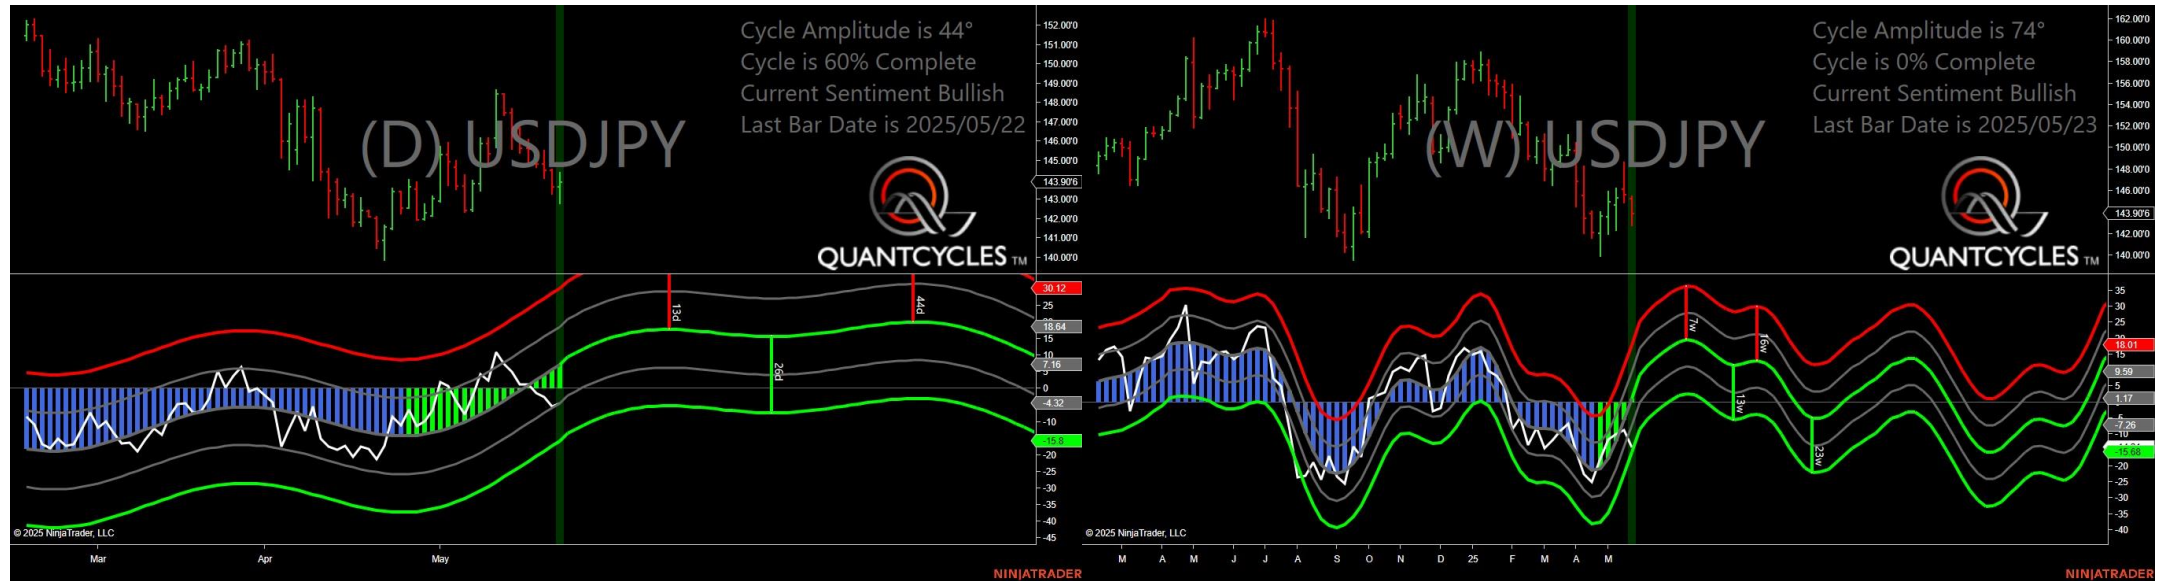 Cycle Amplitude is 44°
Cycle is 60% Complete
Current Sentiment Bullish
Last Bar Date is 2025/05/22
(D) USDJPY
QUANTCYCLES TM
152.00'0
151.00'0
150.00'0
149.00'0
148.00'0
147.00'0
146.00'0
145.00'0
143.90'6
143.00'0
142.00'0
141.00'0
140.00'0
13d
44d
26d
30.12
25
18.64
15
10
7.16
0
-4.32
-10
-15.8
-20
-25
-30
-35
-40
-45
© 2025 NinjaTrader, LLC
Mar
Apr
May
NINJATRADER
Cycle Amplitude is 74°
Cycle is 0% Complete
Current Sentiment Bullish
Last Bar Date is 2025/05/23
(W) USDJPY
QUANTCYCLES TM
162.00'0
160.00'0
158.00'0
156.00'0
154.00'0
152.00'0
150.00'0
148.00'0
146.00'0
143.90'6
142.00'0
140.00'0
7w
16w
13w
23w
35
30
25
20
18.01
15
9.59
5
1.17
-5
-7.26
-10
-15.68
-20
-25
-30
-35
-40
© 2025 NinjaTrader, LLC
M A M J J A S O N D 25 F M A M
NINJATRADER